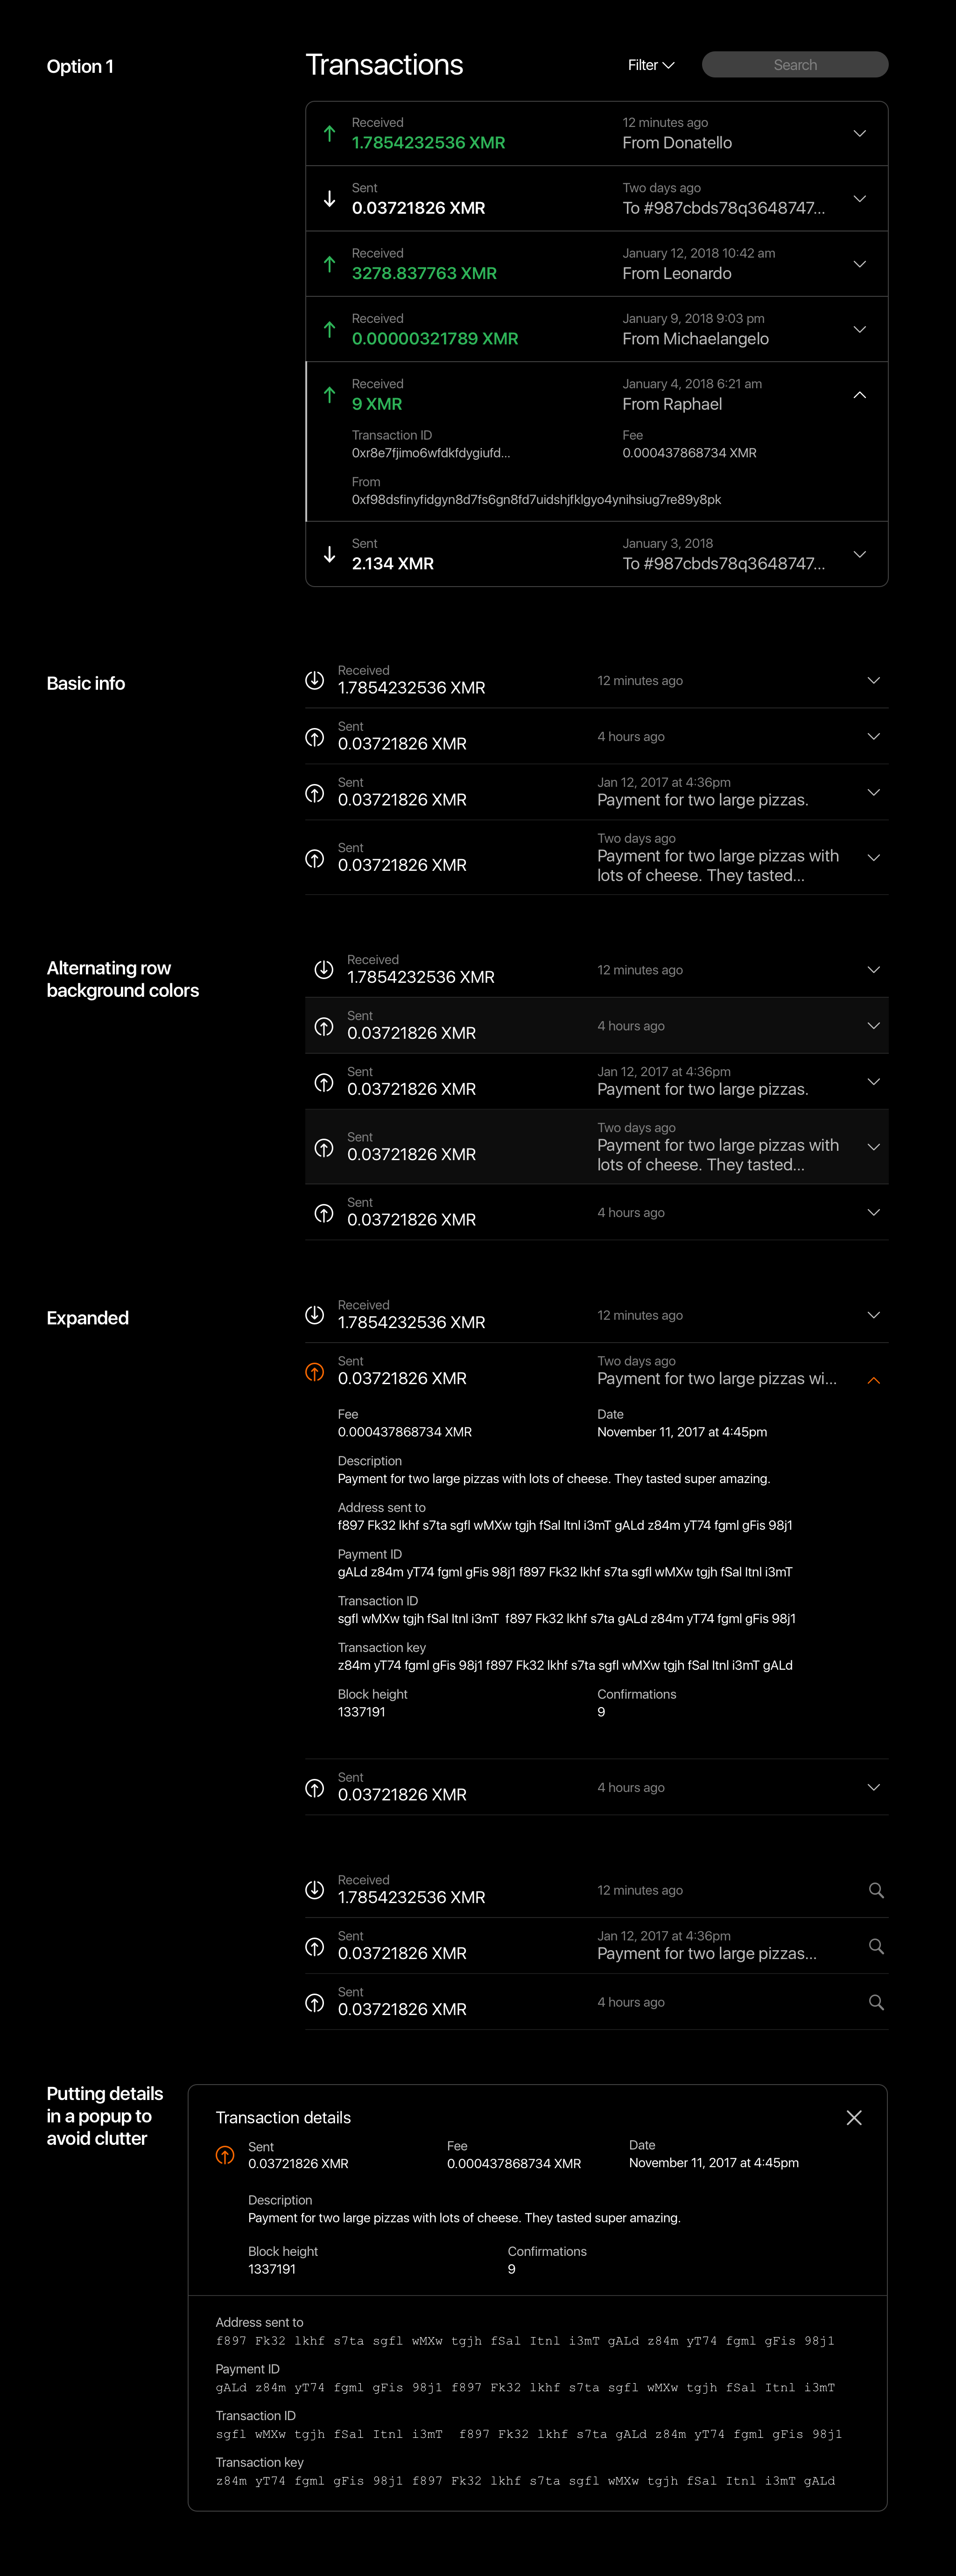 Option 1
Transactions
Filter
Search
Received
12 minutes ago
1.7854232536 XMR
From Donatello
Sent
Two days ago
0.03721826 XMR
To #987cbds78q3648747...
Received
January 12, 2018 10:42 am
3278.837763 XMR
From Leonardo
Received
January 9, 2018 9:03 pm
0.00000321789 XMR
From Michaelangelo
Received
January 4, 2018 6:21 am
9 XMR
From Raphael
Transaction ID
Fee
0xr8e7fjimo6wfdkfdygiufd...
0.000437868734 XMR
From
0xf98dsfinyfidgyn8d7fs6gn8fd7uidshjfklgyo4ynihsiug7re89y8pk
Sent
January 3, 2018
2.134 XMR
To #987cbds78q3648747...
Basic info
Received
1.7854232536 XMR
12 minutes ago
Sent
0.03721826 XMR
4 hours ago
Sent
Jan 12, 2017 at 4:36pm
0.03721826 XMR
Payment for two large pizzas.
Sent
0.03721826 XMR
Two days ago
Payment for two large pizzas with
lots of cheese. They tasted...
Alternating row
background colors
Received
1.7854232536 XMR
12 minutes ago
Sent
0.03721826 XMR
4 hours ago
Sent
Jan 12, 2017 at 4:36pm
0.03721826 XMR
Payment for two large pizzas.
Sent
0.03721826 XMR
Two days ago
Payment for two large pizzas with
lots of cheese. They tasted...
Sent
0.03721826 XMR
4 hours ago
Expanded
Received
1.7854232536 XMR
12 minutes ago
Sent
Two days ago
0.03721826 XMR
Payment for two large pizzas wi...
Fee
Date
0.000437868734 XMR
November 11, 2017 at 4:45pm
Description
Payment for two large pizzas with lots of cheese. They tasted super amazing.
Address sent to
f897 Fk32 lkhf s7ta sgfl wMXw tgjh fSal Itnl i3mT gALd z84m yT74 fgml gFis 98j1
Payment ID
gALd z84m yT74 fgml gFis 98j1 f897 Fk32 lkhf s7ta sgfl wMXw tgjh fSal Itnl i3mT
Transaction ID
sgfl wMXw tgjh fSal Itnl i3mT  f897 Fk32 lkhf s7ta gALd z84m yT74 fgml gFis 98j1
Transaction key
z84m yT74 fgml gFis 98j1 f897 Fk32 lkhf s7ta sgfl wMXw tgjh fSal Itnl i3mT gALd
Block height
Confirmations
1337191
9
Sent
0.03721826 XMR
4 hours ago
Received
1.7854232536 XMR
12 minutes ago
Sent
Jan 12, 2017 at 4:36pm
0.03721826 XMR
Payment for two large pizzas...
Sent
0.03721826 XMR
4 hours ago
Putting details
in a popup to
avoid clutter
Transaction details
Sent
Fee
Date
0.03721826 XMR
0.000437868734 XMR
November 11, 2017 at 4:45pm
Description
Payment for two large pizzas with lots of cheese. They tasted super amazing.
Block height
Confirmations
1337191
9
Address sent to
f897 Fk32 lkhf s7ta sgfl wMXw tgjh fSal Itnl i3mT gALd z84m yT74 fgml gFis 98j1
Payment ID
gALd z84m yT74 fgml gFis 98j1 f897 Fk32 lkhf s7ta sgfl wMXw tgjh fSal Itnl i3mT
Transaction ID
sgfl wMXw tgjh fSal Itnl i3mT  f897 Fk32 lkhf s7ta gALd z84m yT74 fgml gFis 98j1
Transaction key
z84m yT74 fgml gFis 98j1 f897 Fk32 lkhf s7ta sgfl wMXw tgjh fSal Itnl i3mT gALd